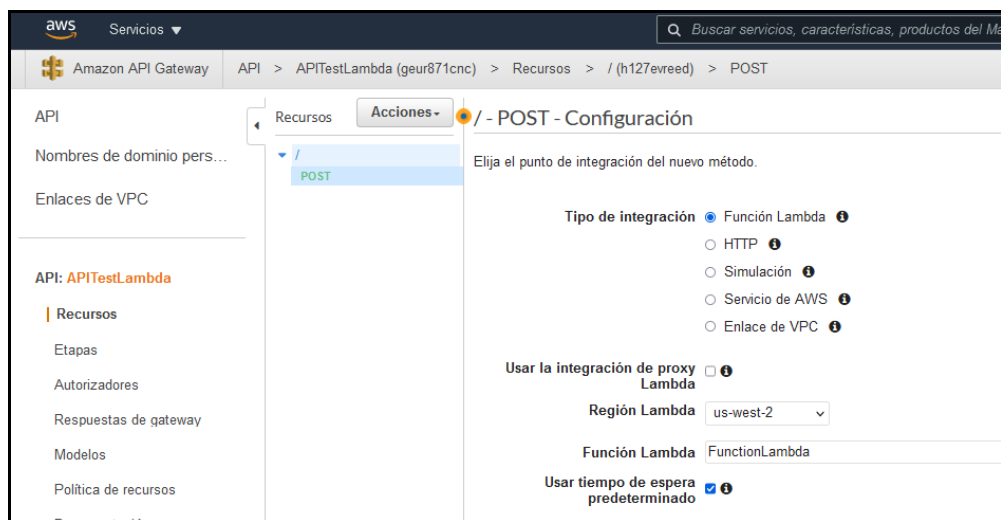 aws Servicios ▼ Buscar servicios, características, productos del Ma
Amazon API Gateway API > APITestLambda (geur871cnc) > Recursos > / (h127evreed) > POST
API
Nombres de dominio pers...
Enlaces de VPC
API: APITestLambda
Recursos
Etapas
Autorizadores
Respuestas de gateway
Modelos
Política de recursos
Recursos Acciones
/
POST
/ - POST - Configuración
Elija el punto de integración del nuevo método.
Tipo de integración Función Lambda
HTTP
Simulación
Servicio de AWS
Enlace de VPC
Usar la integración de proxy
Lambda
Región Lambda us-west-2
Función Lambda FunctionLambda
Usar tiempo de espera
predeterminado